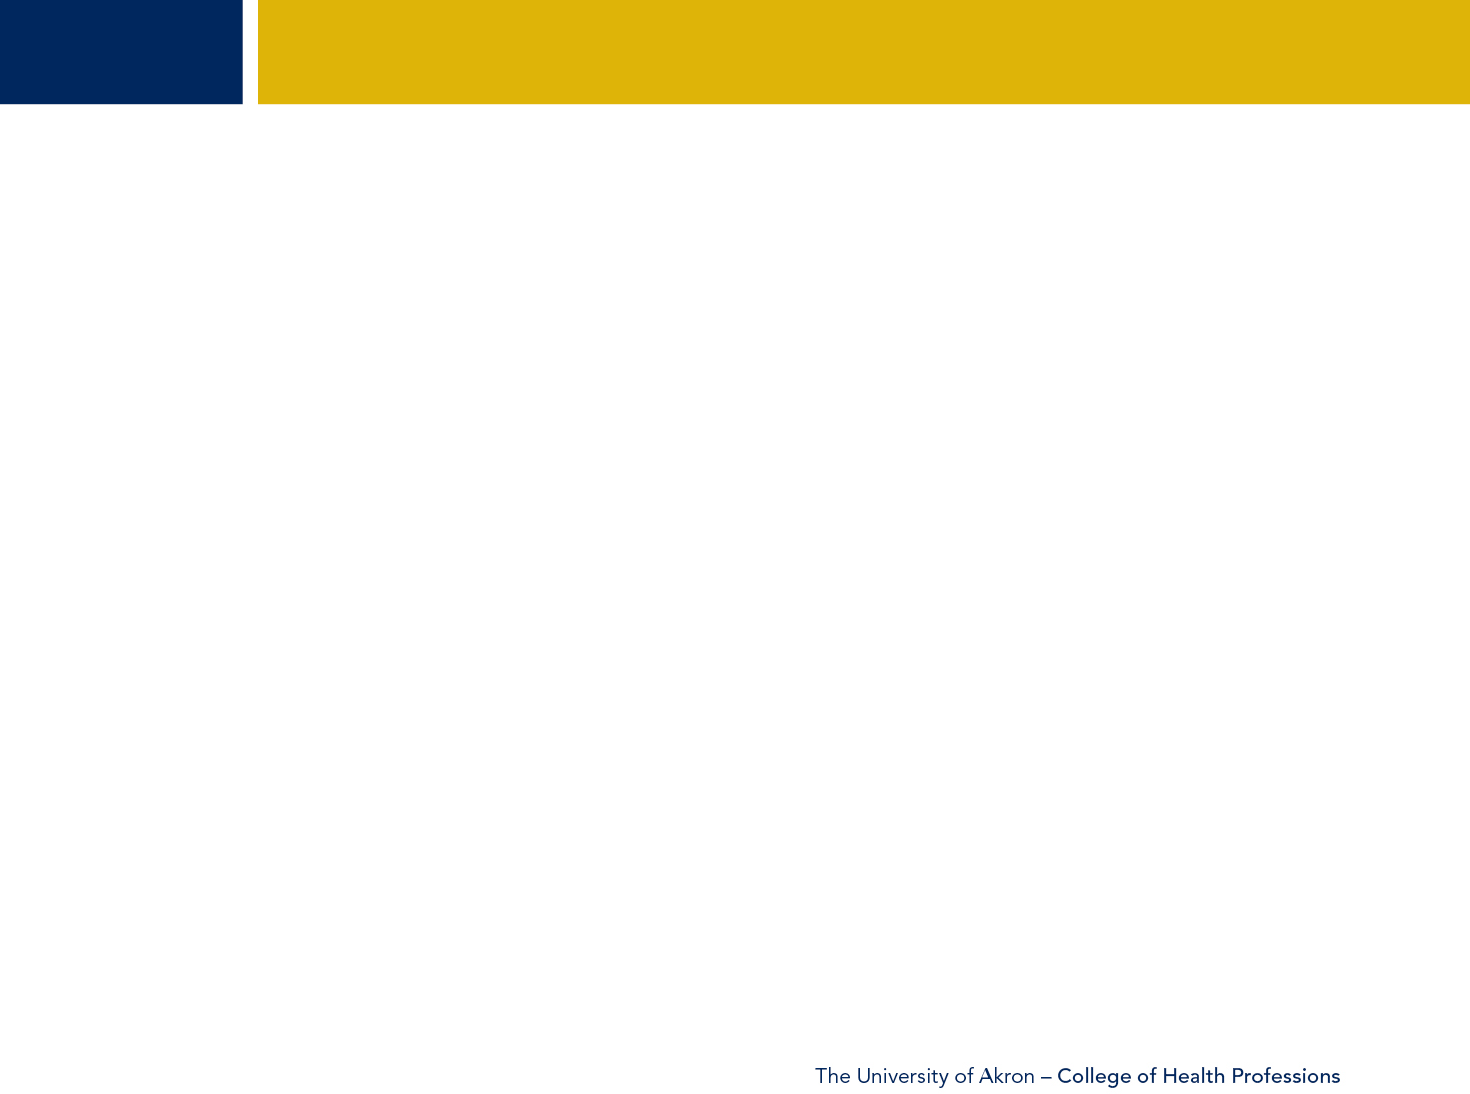 The University of Akron – College of Health Professions